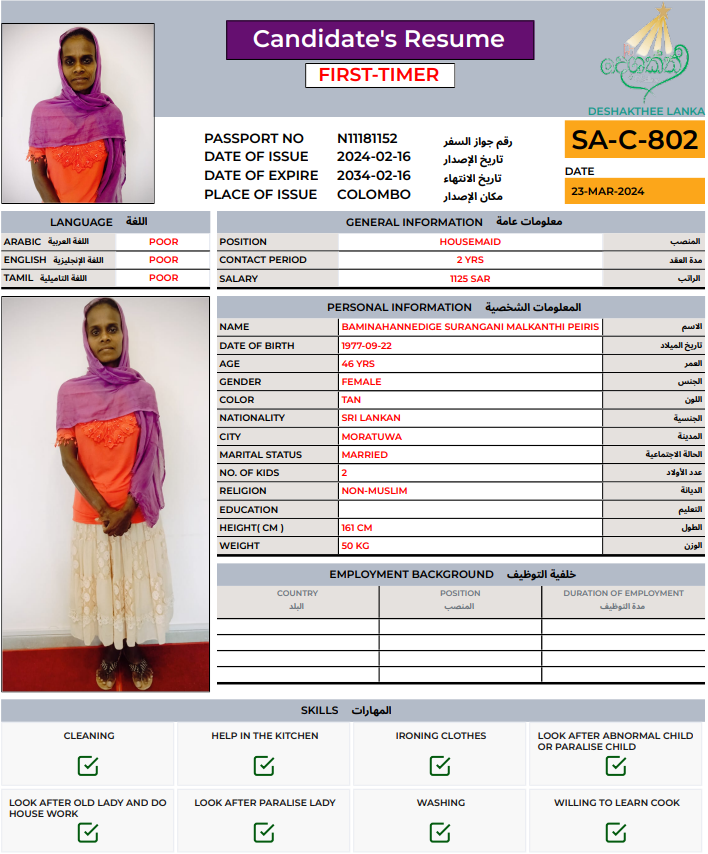 Candidate's Resume
FIRST-TIMER
දේශක්ති
DESHAKTHEE LANKA
PASSPORT NO N11181152 رقم جواز السفر
DATE OF ISSUE 2024-02-16 تاريخ الإصدار
DATE OF EXPIRE 2034-02-16 تاريخ الانتهاء
PLACE OF ISSUE COLOMBO مكان الإصدار
SA-C-802
DATE
23-MAR-2024
LANGUAGE اللغة
ARABIC اللغة العربية POOR
ENGLISH اللغة الإنجليزية POOR
TAMIL اللغة التاميلية POOR
GENERAL INFORMATION معلومات عامة
POSITION HOUSEMAID المنصب
CONTACT PERIOD 2 YRS مدة العقد
SALARY 1125 SAR الراتب
PERSONAL INFORMATION المعلومات الشخصية
NAME BAMINAHANNEDIGE SURANGANI MALKANTHI PEIRIS الاسم
DATE OF BIRTH 1977-09-22 تاريخ الميلاد
AGE 46 YRS العمر
GENDER FEMALE الجنس
COLOR TAN اللون
NATIONALITY SRI LANKAN الجنسية
CITY MORATUWA المدينة
MARITAL STATUS MARRIED الحالة الاجتماعية
NO. OF KIDS 2 عدد الأولاد
RELIGION NON-MUSLIM الديانة
EDUCATION التعليم
HEIGHT( CM ) 161 CM الطول
WEIGHT 50 KG الوزن
EMPLOYMENT BACKGROUND خلفية التوظيف
COUNTRY POSITION DURATION OF EMPLOYMENT
البلد المنصب مدة التوظيف
SKILLS المهارات
CLEANING
HELP IN THE KITCHEN
IRONING CLOTHES
LOOK AFTER ABNORMAL CHILD
OR PARALISE CHILD
LOOK AFTER OLD LADY AND DO
HOUSE WORK
LOOK AFTER PARALISE LADY
WASHING
WILLING TO LEARN COOK